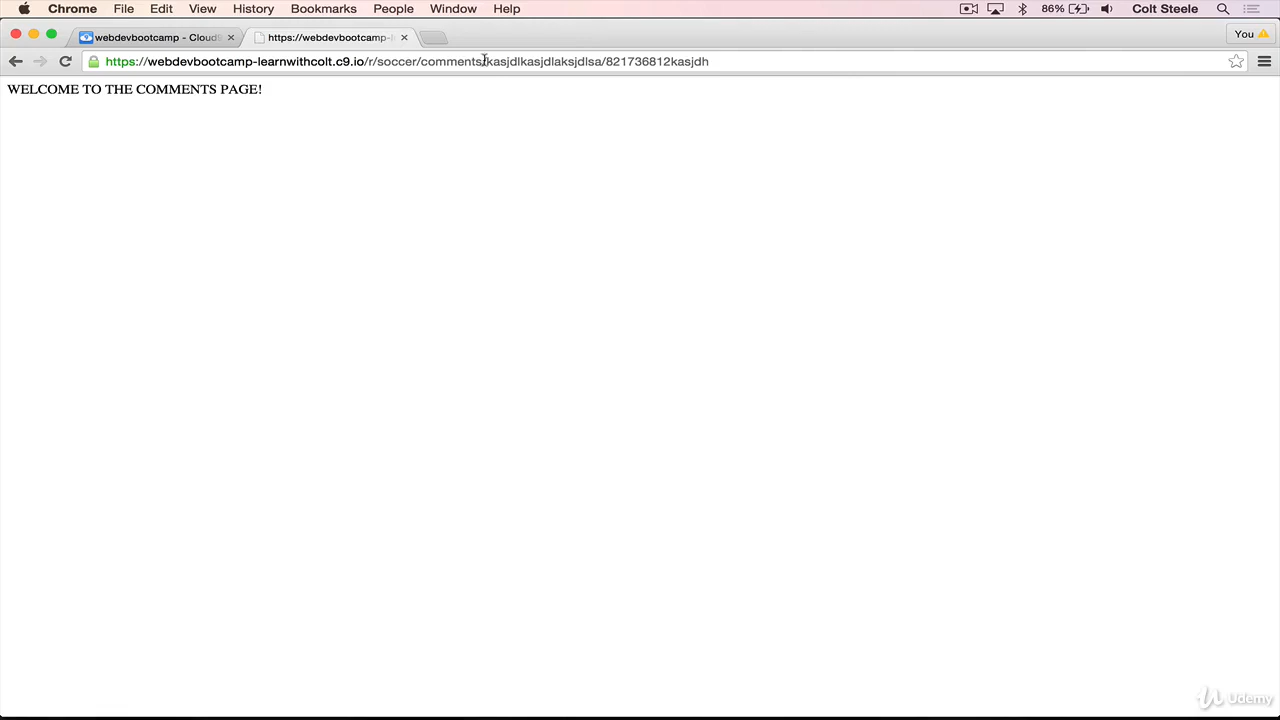 Chrome File Edit View History Bookmarks People Window Help 86% Colt Steele
webdevbootcamp - Cloud https://webdevbootcamp-l You
https://webdevbootcamp-learnwithcolt.c9.io/r/soccer/comments/kasjdlkasjdlaksjdlsa/821736812kasjdh
WELCOME TO THE COMMENTS PAGE!
Udemy